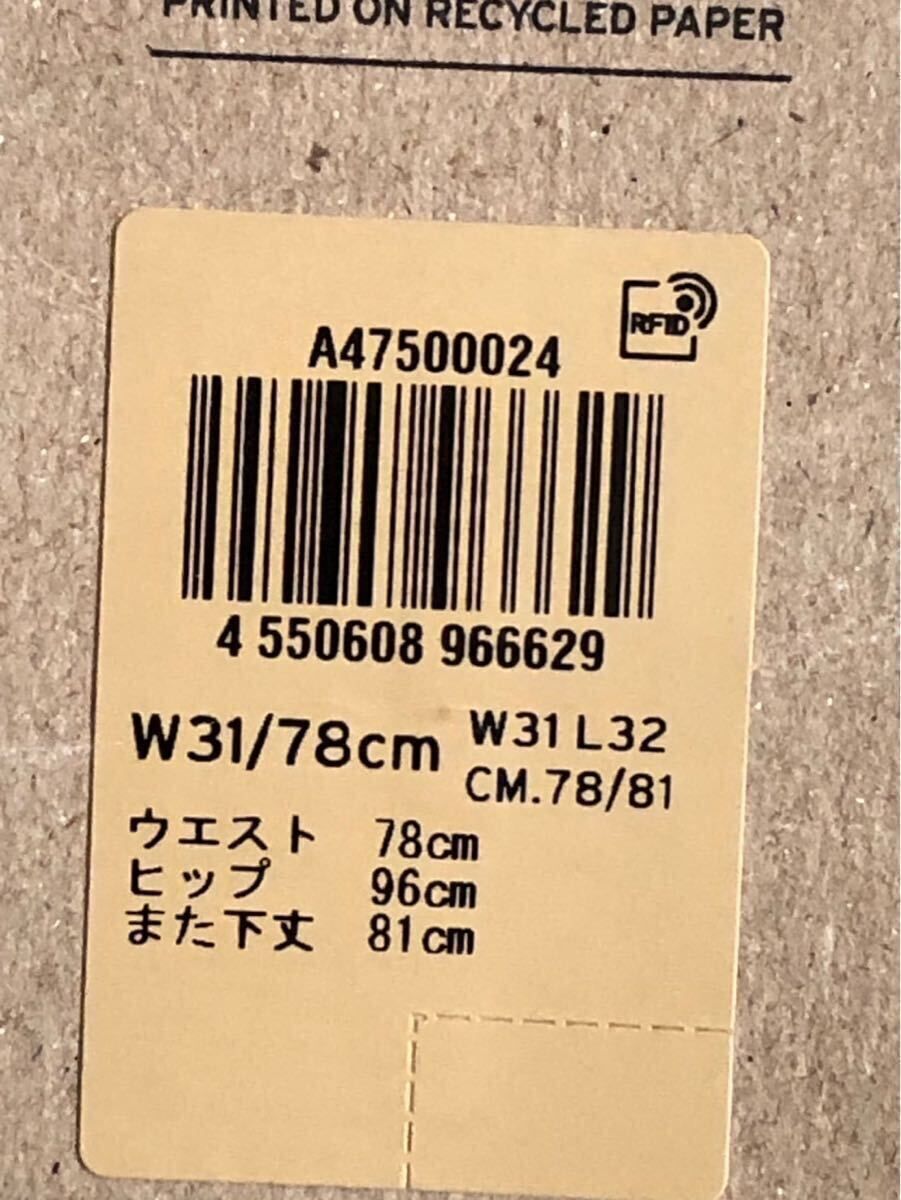 PRINTED ON RECYCLED PAPER
RFID
A47500024
4 550608 966629
W31/78cm
W31 L32
CM.78/81
ウエスト 78cm
ヒップ 96cm
また下丈 81cm